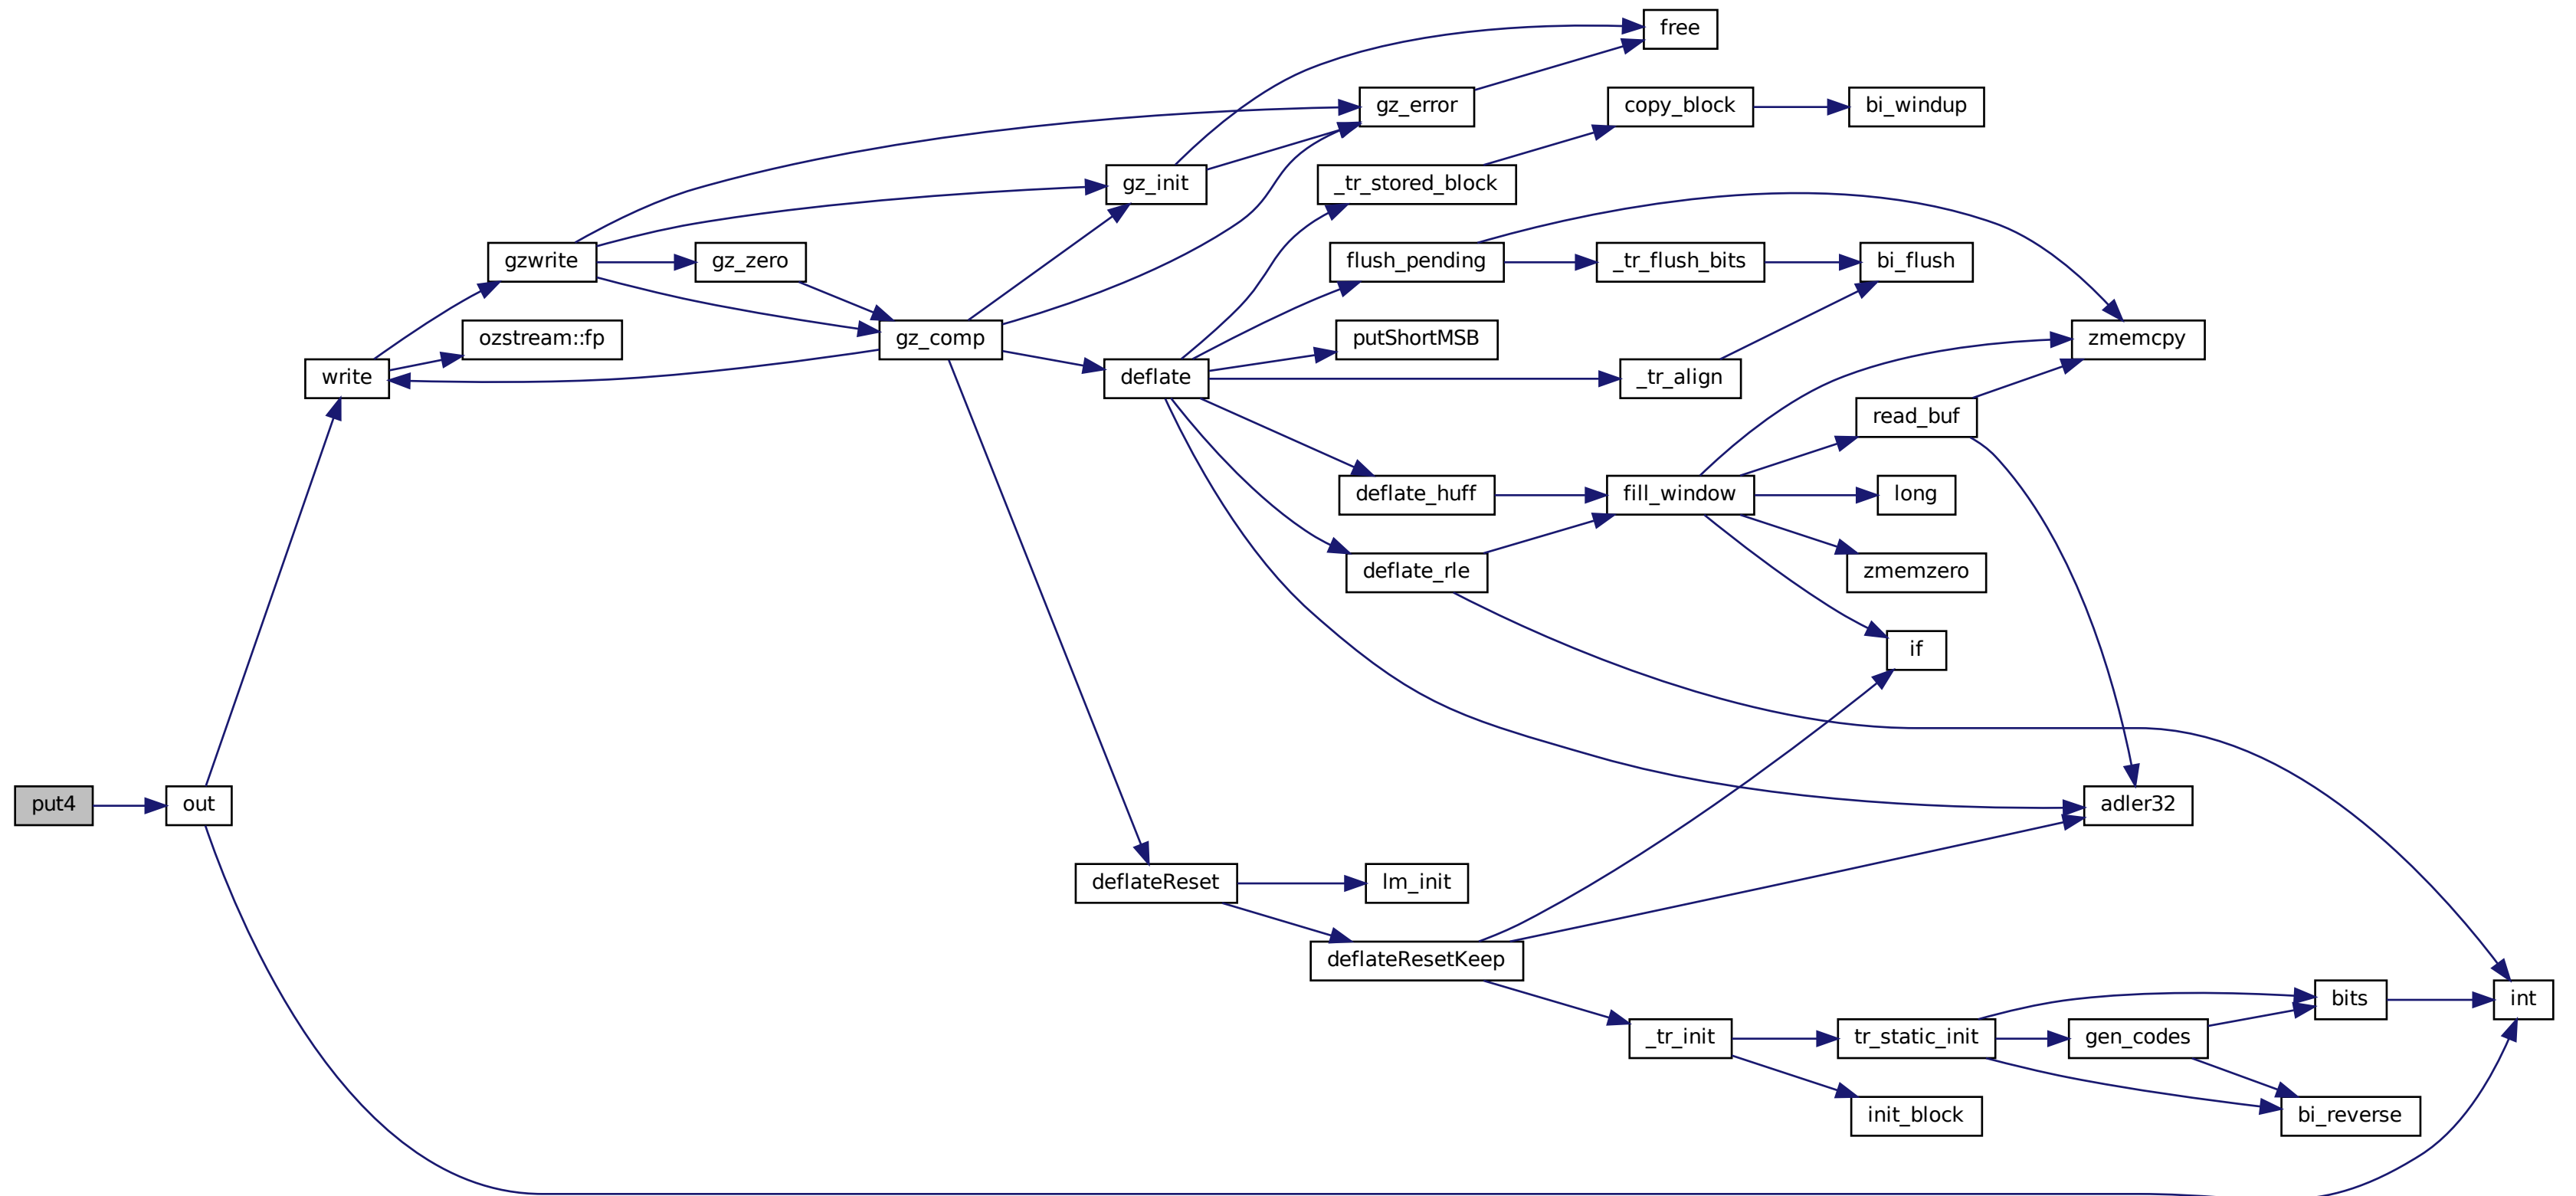 free
gz_error
copy_block
bi_windup
gz_init
_tr_stored_block
gzwrite
gz_zero
flush_pending
_tr_flush_bits
bi_flush
ozstream::fp
gz_comp
putShortMSB
zmemcpy
write
deflate
_tr_align
read_buf
deflate_huff
fill_window
long
deflate_rle
zmemzero
if
put4
out
adler32
deflateReset
lm_init
deflateResetKeep
bits
int
_tr_init
tr_static_init
gen_codes
init_block
bi_reverse